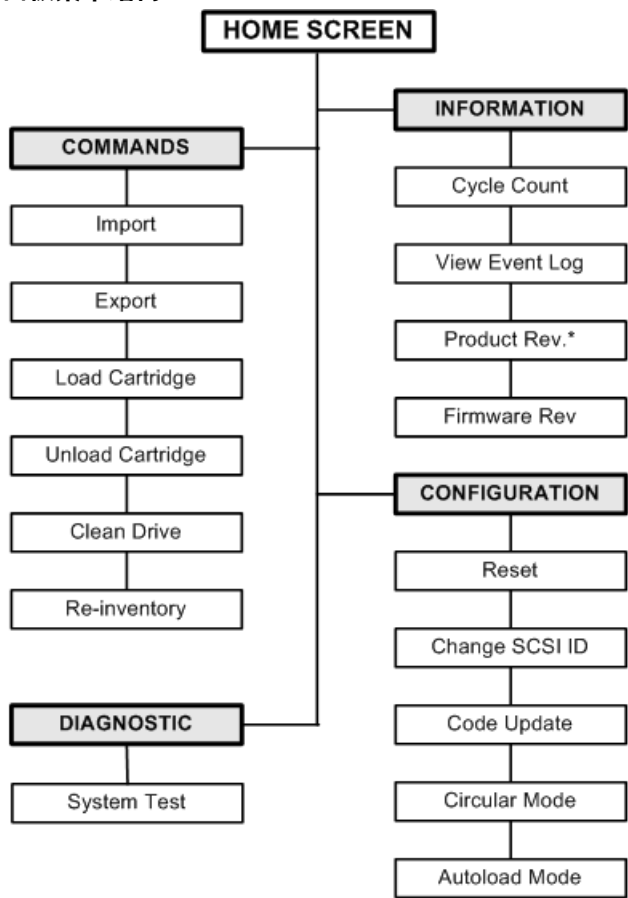 HOME SCREEN
COMMANDS
Import
Export
Load Cartridge
Unload Cartridge
Clean Drive
Re-inventory
DIAGNOSTIC
System Test
INFORMATION
Cycle Count
View Event Log
Product Rev.*
Firmware Rev
CONFIGURATION
Reset
Change SCSI ID
Code Update
Circular Mode
Autoload Mode